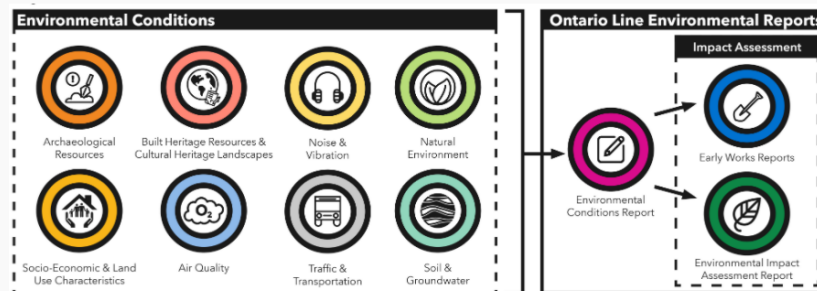 Environmental Conditions
Archaeological
Resources
Built Heritage Resources &
Cultural Heritage Landscapes
Noise &
Vibration
Natural
Environment
Socio-Economic & Land
Use Characteristics
O2
Air Quality
Traffic &
Transportation
Soil &
Groundwater
Ontario Line Environmental Reports
Impact Assessment
Environmental
Conditions Report
Early Works Reports
Environmental Impact
Assessment Report